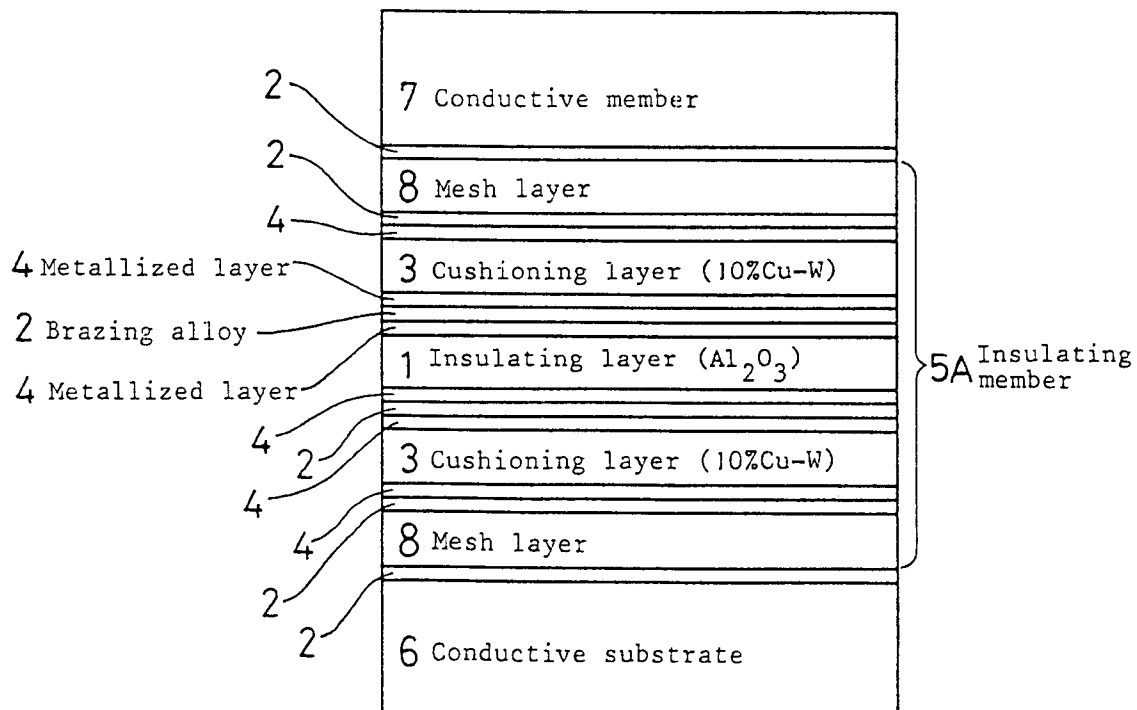 2
7 Conductive member
2
8 Mesh layer
4
4 Metallized layer
3 Cushioning layer (10%Cu-W)
2 Brazing alloy
1 Insulating layer (Al₂O₃)
4 Metallized layer
5A Insulating
member
4
2
3 Cushioning layer (10%Cu-W)
4
4
8 Mesh layer
2
2
6 Conductive substrate